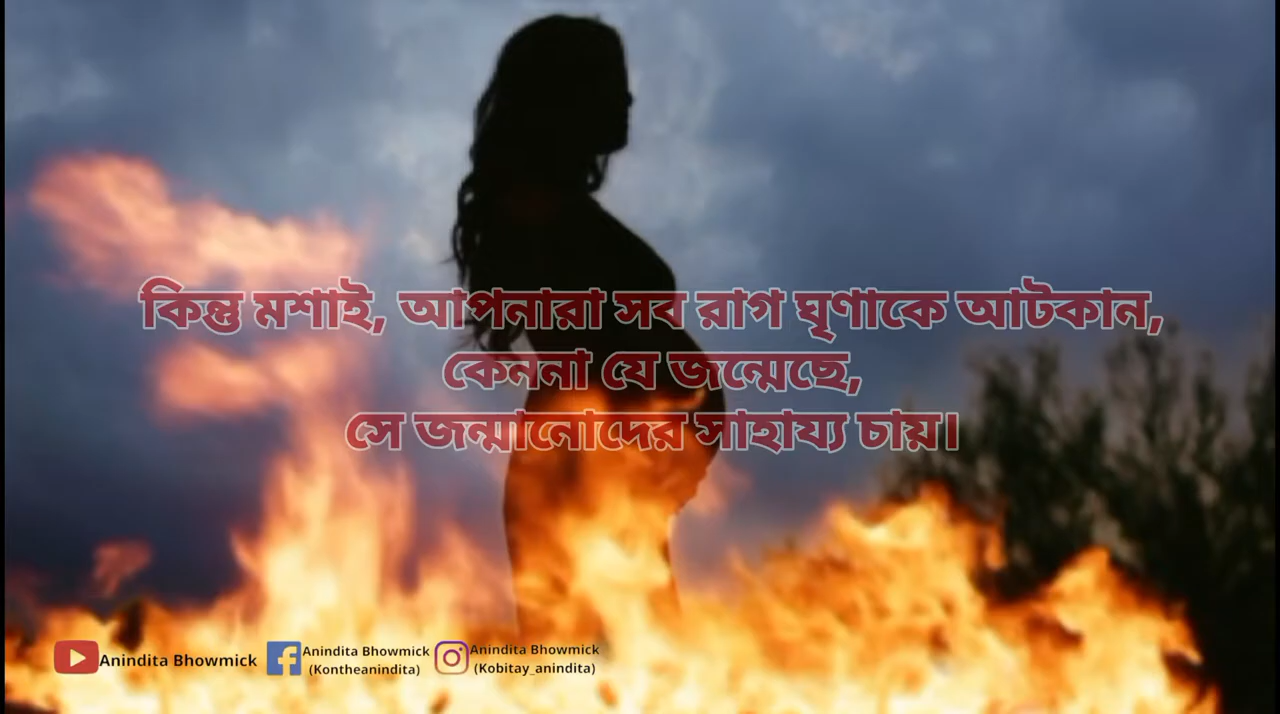 কিন্তু মশাই, আপনারা সব রাগ ঘৃণাকে আটকান,
কেননা যে জন্মেছে,
সে জন্মানোদের সাহায্য চায়।
Anindita Bhowmick
Anindita Bhowmick
(Kontheanindita)
Anindita Bhowmick
(Kobitay_anindita)